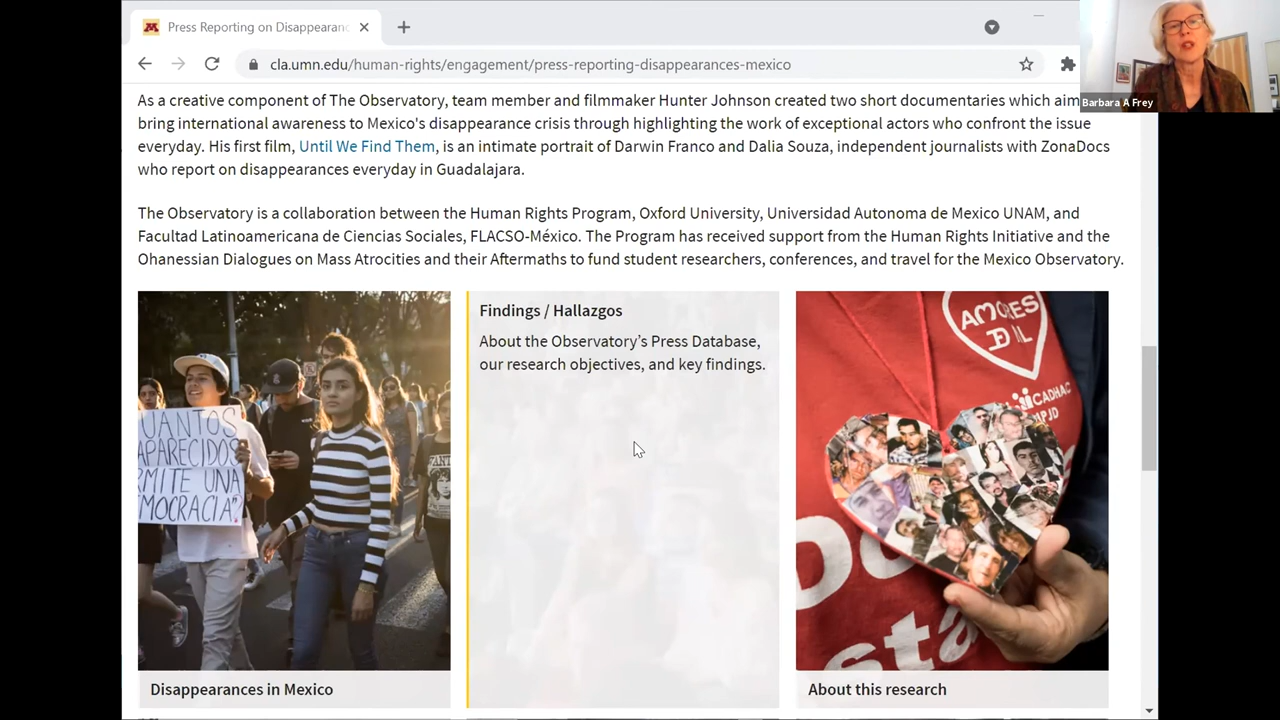 Press Reporting on Disappearanc
cla.umn.edu/human-rights/engagement/press-reporting-disappearances-mexico
Barbara A Frey
As a creative component of The Observatory, team member and filmmaker Hunter Johnson created two short documentaries which aim
bring international awareness to Mexico's disappearance crisis through highlighting the work of exceptional actors who confront the issue
everyday. His first film, Until We Find Them, is an intimate portrait of Darwin Franco and Dalia Souza, independent journalists with ZonaDocs
who report on disappearances everyday in Guadalajara.
The Observatory is a collaboration between the Human Rights Program, Oxford University, Universidad Autonoma de Mexico UNAM, and
Facultad Latinoamericana de Ciencias Sociales, FLACSO-México. The Program has received support from the Human Rights Initiative and the
Ohanessian Dialogues on Mass Atrocities and their Aftermaths to fund student researchers, conferences, and travel for the Mexico Observatory.
UANTOS
APARECIDOS
RMITE UNA
MOCRACIA?
Disappearances in Mexico
Findings / Hallazgos
About the Observatory's Press Database,
our research objectives, and key findings.
AMORES
CADHAC
sta
About this research